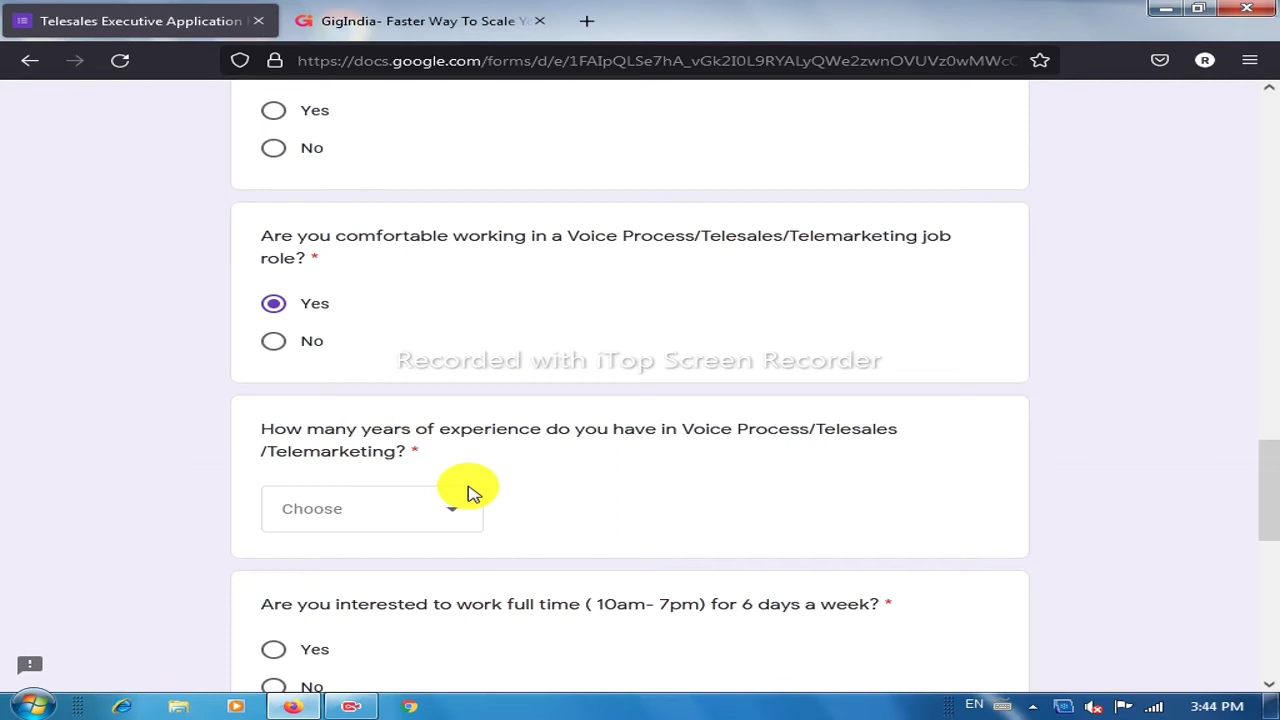 Telesales Executive Application
GigIndia- Faster Way To Scale Yo
https://docs.google.com/forms/d/e/1FAIpQLSe7hA_vGk2I0L9RYALyQWe2zwnOVUVz0wMWcC
R
Yes
No
Are you comfortable working in a Voice Process/Telesales/Telemarketing job
role? *
Yes
No
Recorded with iTop Screen Recorder
How many years of experience do you have in Voice Process/Telesales
/Telemarketing? *
Choose
Are you interested to work full time ( 10am- 7pm) for 6 days a week? *
Yes
No
EN
3:44 PM